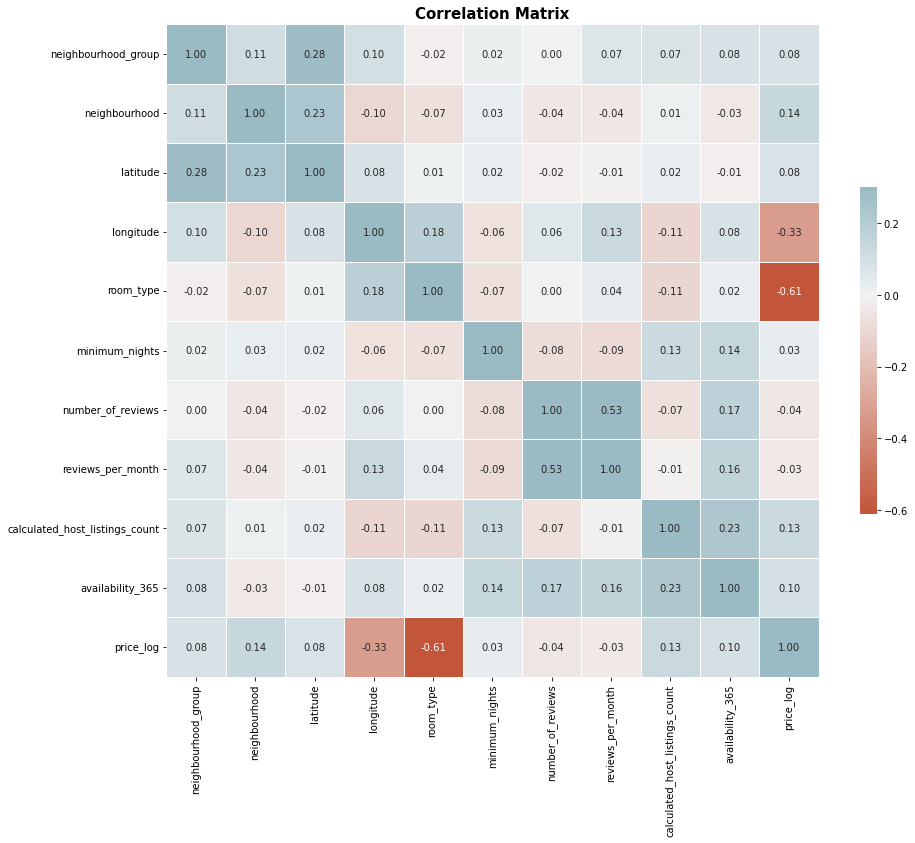 Correlation Matrix
neighbourhood_group 1.00 0.11 0.28 0.10 -0.02 0.02 0.00 0.07 0.07 0.08 0.08
neighbourhood 0.11 1.00 0.23 -0.10 -0.07 0.03 -0.04 -0.04 0.01 -0.03 0.14
latitude 0.28 0.23 1.00 0.08 0.01 0.02 -0.02 -0.01 0.02 -0.01 0.08
longitude 0.10 -0.10 0.08 1.00 0.18 -0.06 0.06 0.13 -0.11 0.08 -0.33
room_type -0.02 -0.07 0.01 0.18 1.00 -0.07 0.00 0.04 -0.11 0.02 -0.61
minimum_nights 0.02 0.03 0.02 -0.06 -0.07 1.00 -0.08 -0.09 0.13 0.14 0.03
number_of_reviews 0.00 -0.04 -0.02 0.06 0.00 -0.08 1.00 0.53 -0.07 0.17 -0.04
reviews_per_month 0.07 -0.04 -0.01 0.13 0.04 -0.09 0.53 1.00 -0.01 0.16 -0.03
calculated_host_listings_count 0.07 0.01 0.02 -0.11 -0.11 0.13 -0.07 -0.01 1.00 0.23 0.13
availability_365 0.08 -0.03 -0.01 0.08 0.02 0.14 0.17 0.16 0.23 1.00 0.10
price_log 0.08 0.14 0.08 -0.33 -0.61 0.03 -0.04 -0.03 0.13 0.10 1.00
neighbourhood_group
neighbourhood
latitude
longitude
room_type
minimum_nights
number_of_reviews
reviews_per_month
calculated_host_listings_count
availability_365
price_log
0.2
0.0
−0.2
−0.4
−0.6